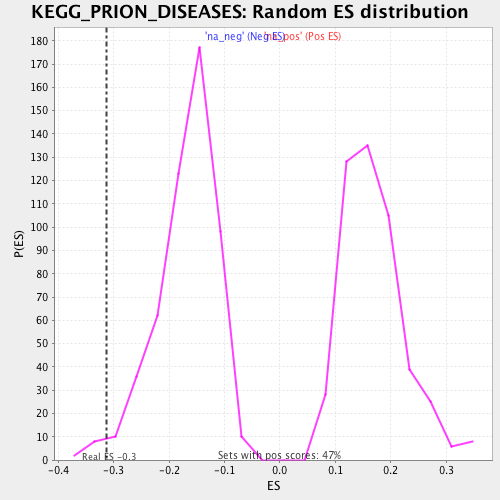 KEGG_PRION_DISEASES: Random ES distribution
'na_neg' (Neg ES)
'na_pos' (Pos ES)
180
170
160
150
140
130
120
110
100
90
80
70
60
50
40
30
20
10
0
P(ES)
Real ES -0.3
Sets with pos scores: 47%
-0.4 -0.3 -0.2 -0.1 0.0 0.1 0.2 0.3
ES